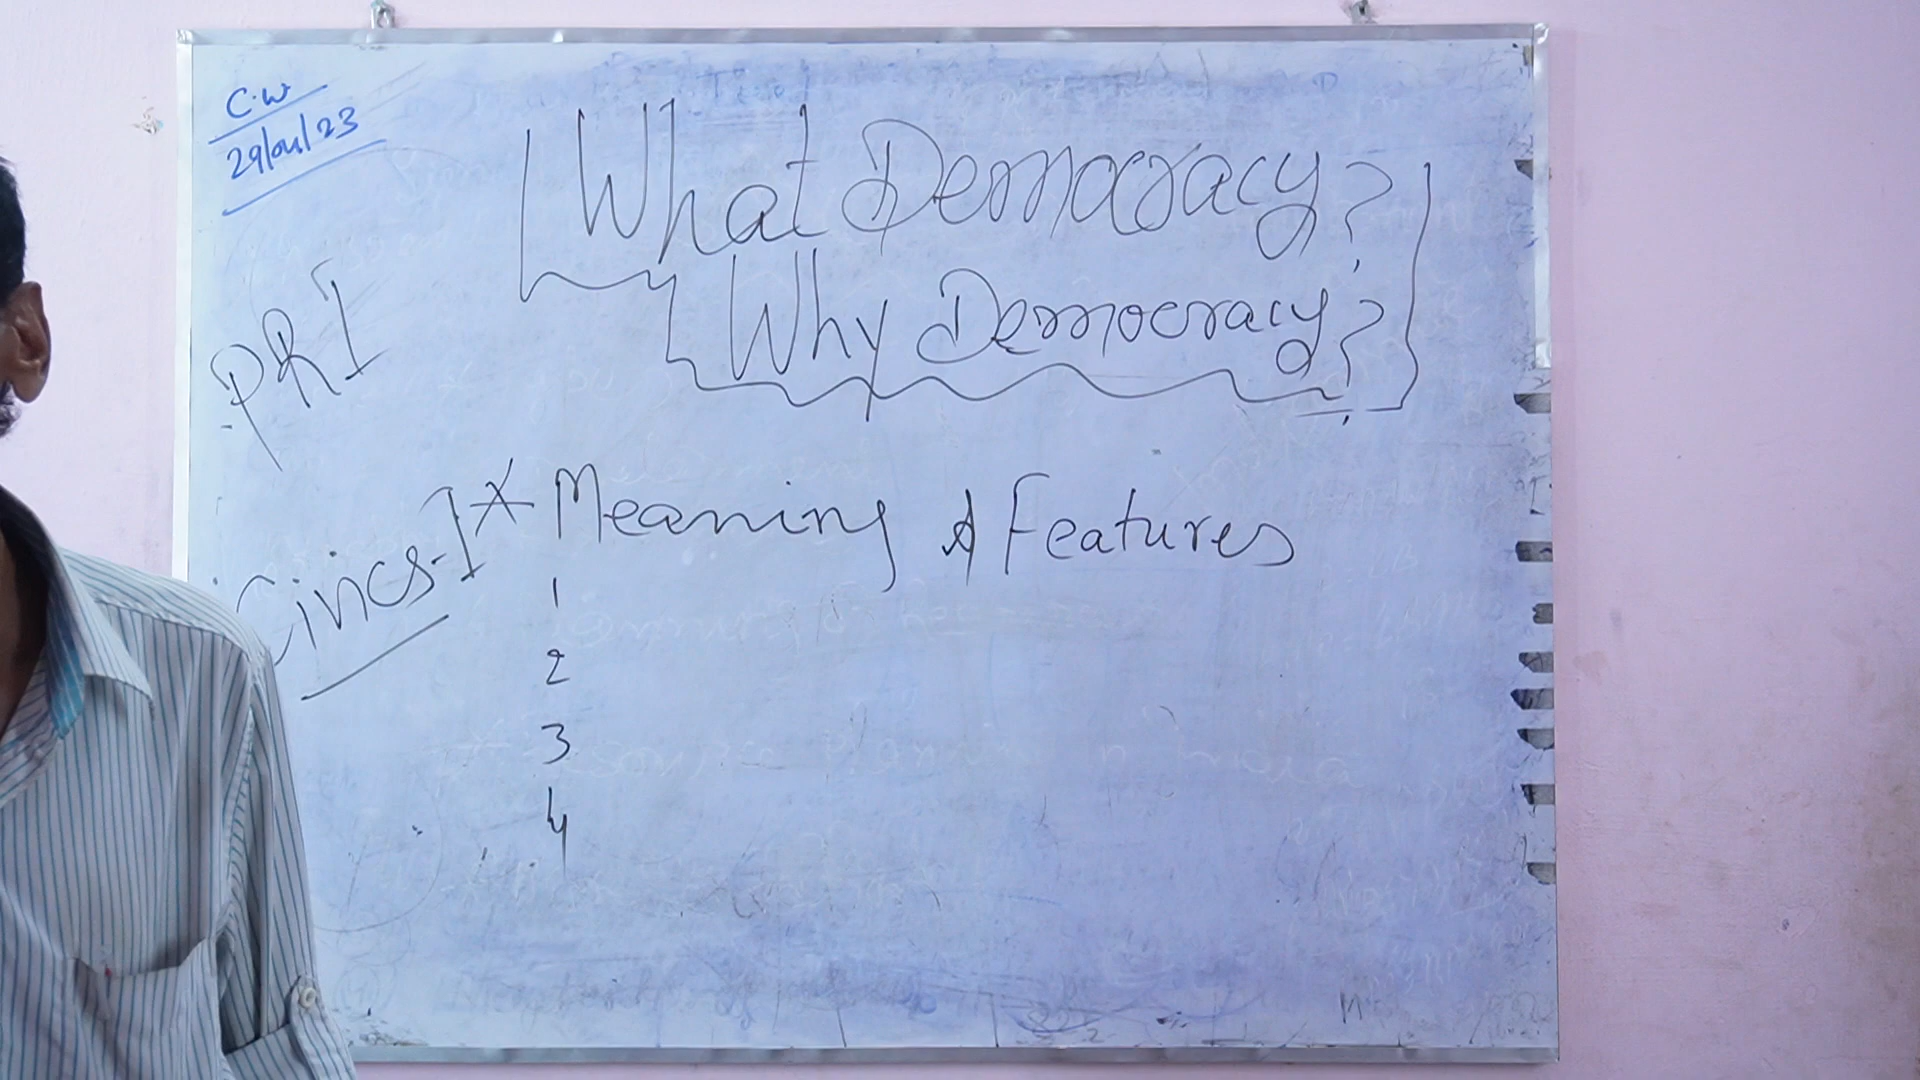 C.W
29/04/23
What Democracy?
Why Democracy?
PRI
Civics-I
* Meaning & Features
1
2
3
4